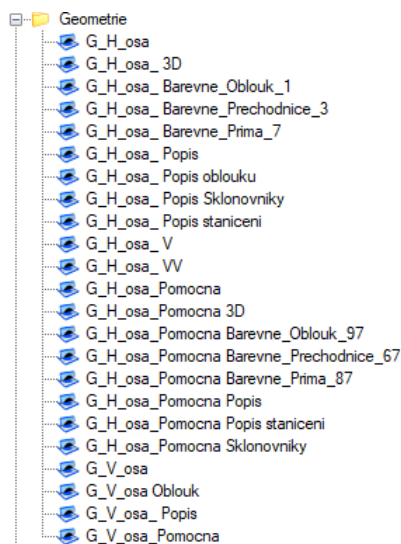 Geometrie
G_H_osa
G_H_osa_ 3D
G_H_osa_ Barevne_Oblouk_1
G_H_osa_ Barevne_Prechodnice_3
G_H_osa_ Barevne_Prima_7
G_H_osa_ Popis
G_H_osa_ Popis oblouku
G_H_osa_ Popis Sklonovniky
G_H_osa_ Popis staniceni
G_H_osa_ V
G_H_osa_ VV
G_H_osa_Pomocna
G_H_osa_Pomocna 3D
G_H_osa_Pomocna Barevne_Oblouk_97
G_H_osa_Pomocna Barevne_Prechodnice_67
G_H_osa_Pomocna Barevne_Prima_87
G_H_osa_Pomocna Popis
G_H_osa_Pomocna Popis staniceni
G_H_osa_Pomocna Sklonovniky
G_V_osa
G_V_osa Oblouk
G_V_osa_ Popis
G_V_osa_Pomocna